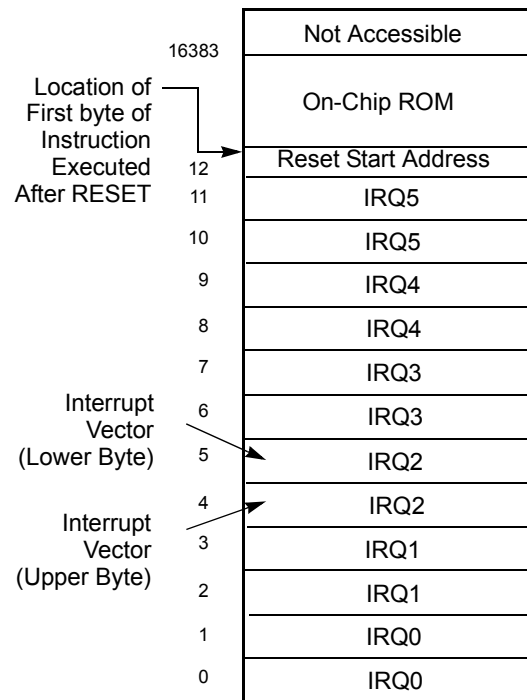 Not Accessible
16383
On-Chip ROM
Location of
First byte of
Instruction
Executed
After RESET
Reset Start Address
12
11
IRQ5
10
IRQ5
9
IRQ4
8
IRQ4
7
IRQ3
6
IRQ3
Interrupt
Vector
(Lower Byte)
5
IRQ2
4
IRQ2
Interrupt
Vector
(Upper Byte)
3
IRQ1
2
IRQ1
1
IRQ0
0
IRQ0